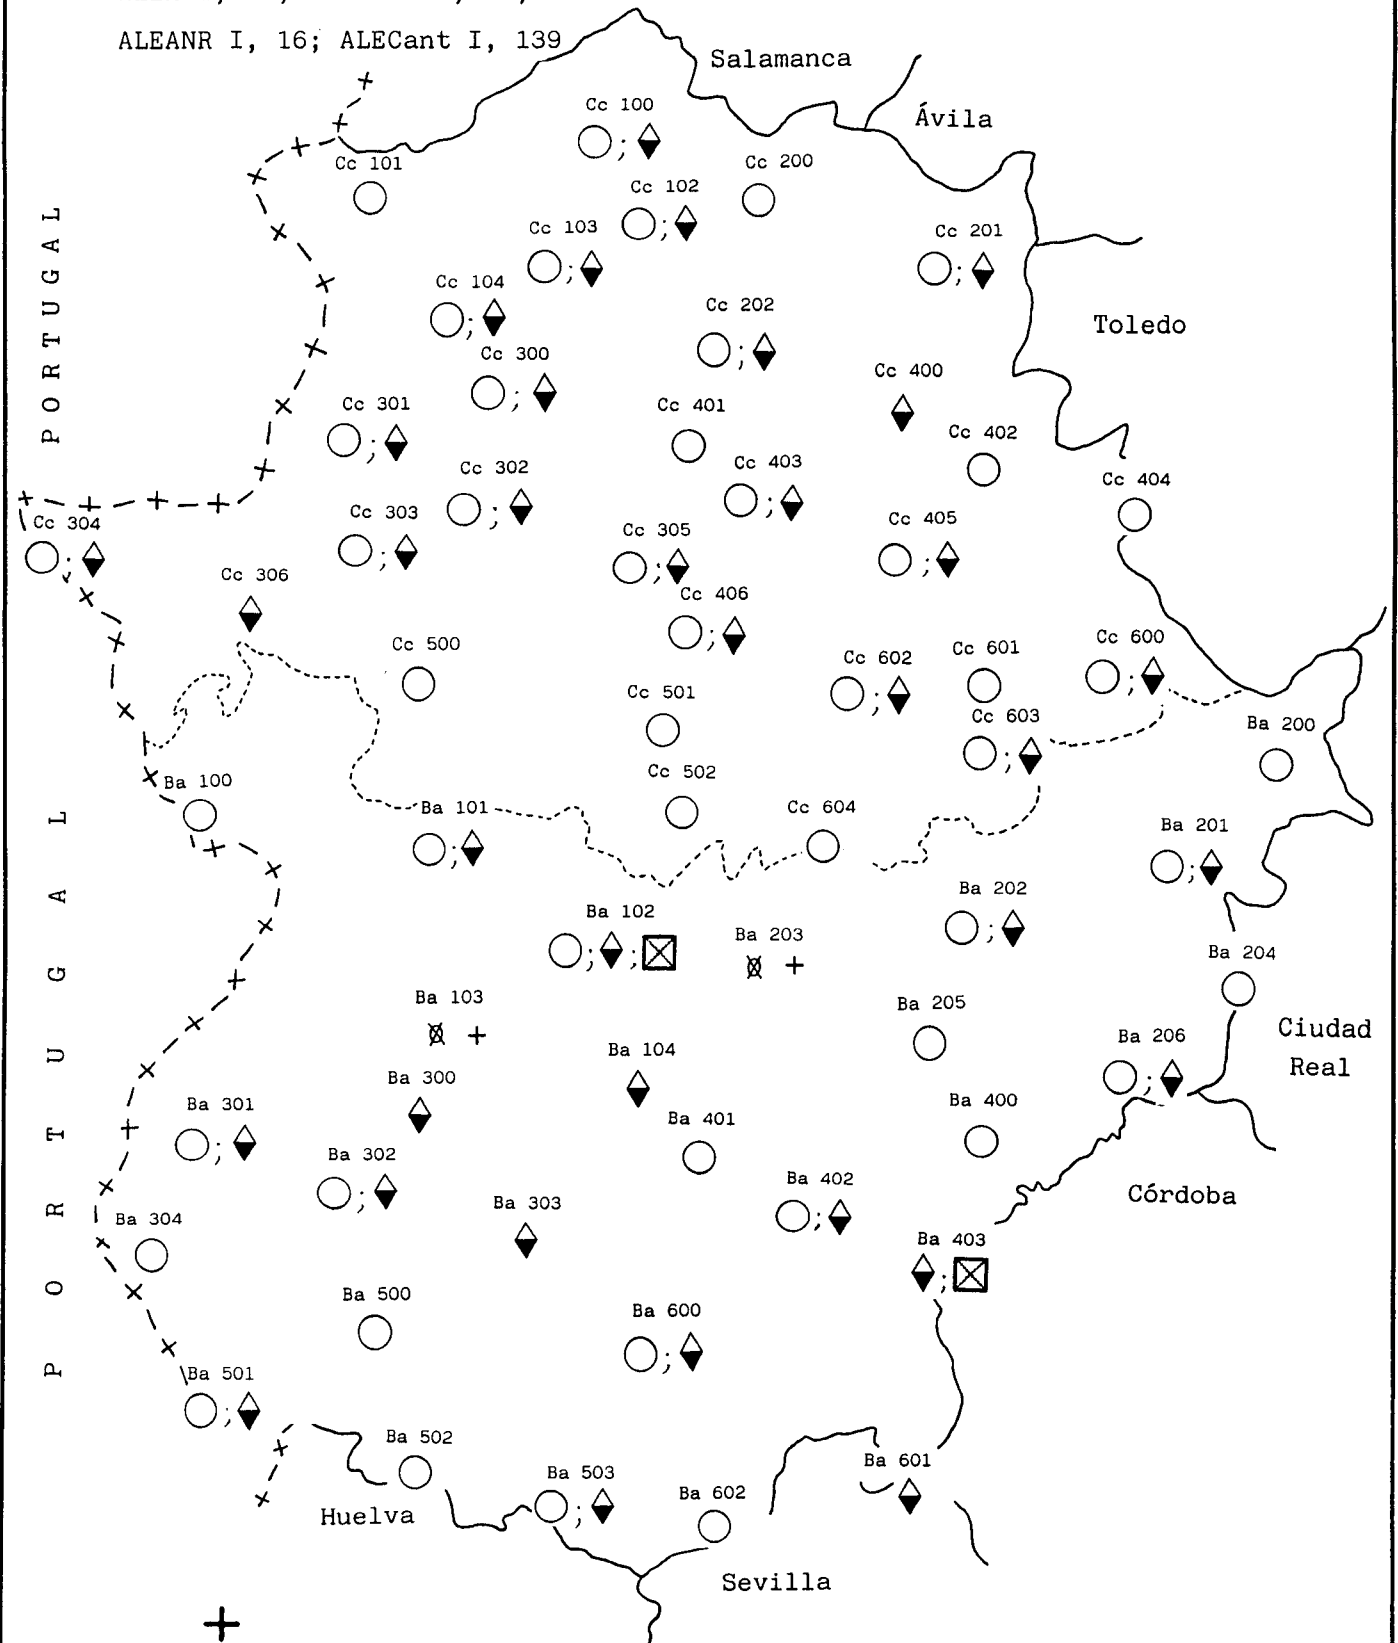 ALEANR I, 16; ALECant I, 139
Salamanca
Cc 100
Ávila
Cc 101
Cc 200
Cc 102
Cc 103
Cc 201
Cc 104
Cc 202
Toledo
PORTUGAL
Cc 300
Cc 400
Cc 301
Cc 401
Cc 402
Cc 302
Cc 403
Cc 404
Cc 303
Cc 304
Cc 305
Cc 405
Cc 306
Cc 406
Cc 500
Cc 602
Cc 601
Cc 600
Cc 501
Cc 603
Ba 200
Cc 502
Ba 100
Ba 101
Cc 604
Ba 201
Ba 202
Ba 102
Ba 203
Ba 204
Ba 103
Ba 205
Ciudad
Real
Ba 104
Ba 206
Ba 300
PORTUGAL
Ba 301
Ba 401
Ba 400
Ba 302
Ba 402
Córdoba
Ba 303
Ba 304
Ba 403
Ba 500
Ba 600
Ba 501
Ba 502
Ba 601
Ba 503
Ba 602
Huelva
Sevilla